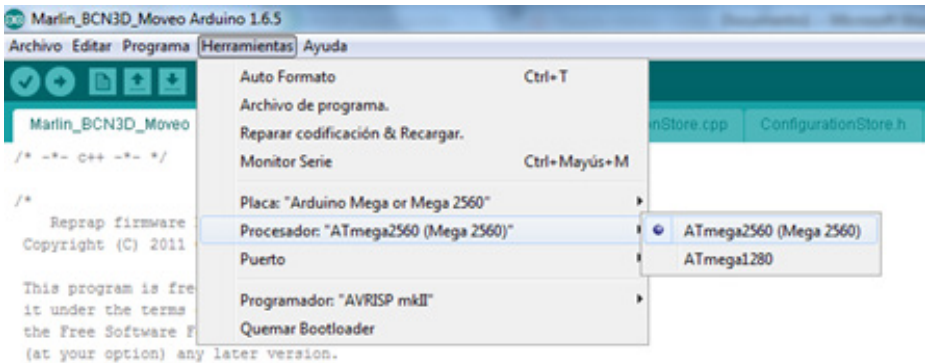 Marlin_BCN3D_Moveo Arduino 1.6.5
Archivo Editar Programa Herramientas Ayuda
Marlin_BCN3D_Moveo
nStore.cpp
ConfigurationStore.h
Auto Formato Ctrl+T
Archivo de programa.
Reparar codificación & Recargar.
Monitor Serie Ctrl+Mayús+M
Placa: "Arduino Mega or Mega 2560"
Procesador: "ATmega2560 (Mega 2560)"
Puerto
Programador: "AVRISP mkII"
Quemar Bootloader
ATmega2560 (Mega 2560)
ATmega1280
/* -*- c++ -*- */
/*
Reprap firmware
Copyright (C) 2011
This program is fre
it under the terms
the Free Software F
(at your option) any later version.